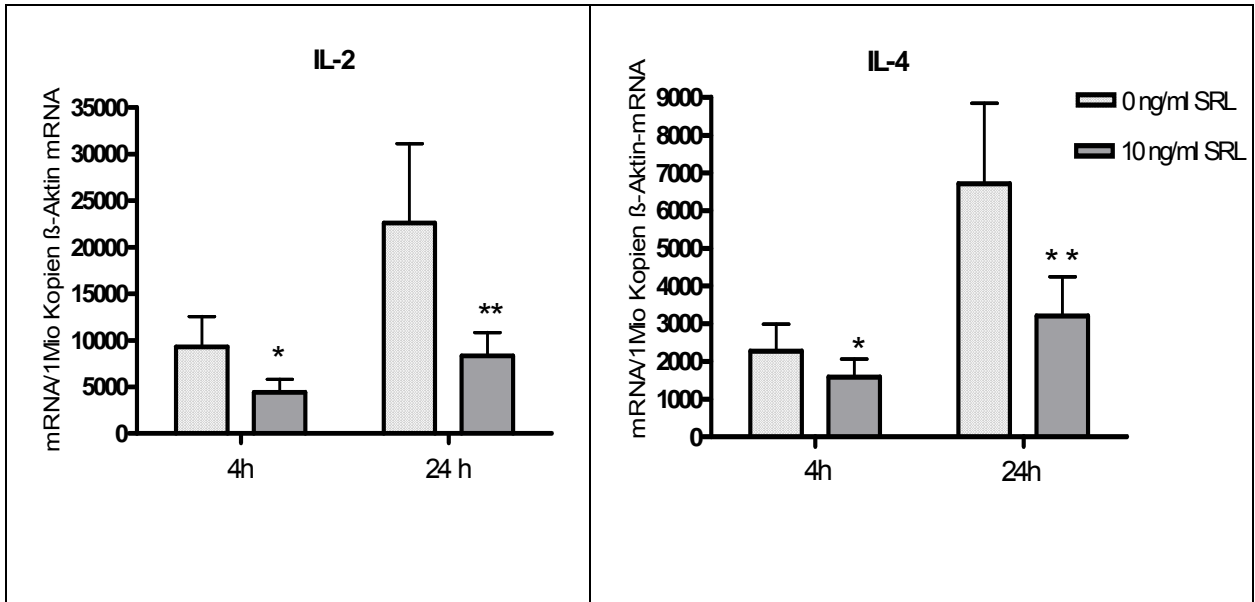 IL-2
mRNA/1Mio Kopien ß-Aktin mRNA
35000
30000
25000
20000
15000
10000
5000
0
*
**
4h
24 h
IL-4
mRNA/1Mio Kopien ß-Aktin-mRNA
9000
8000
7000
6000
5000
4000
3000
2000
1000
0
*
* *
4h
24h
0 ng/ml SRL
10 ng/ml SRL